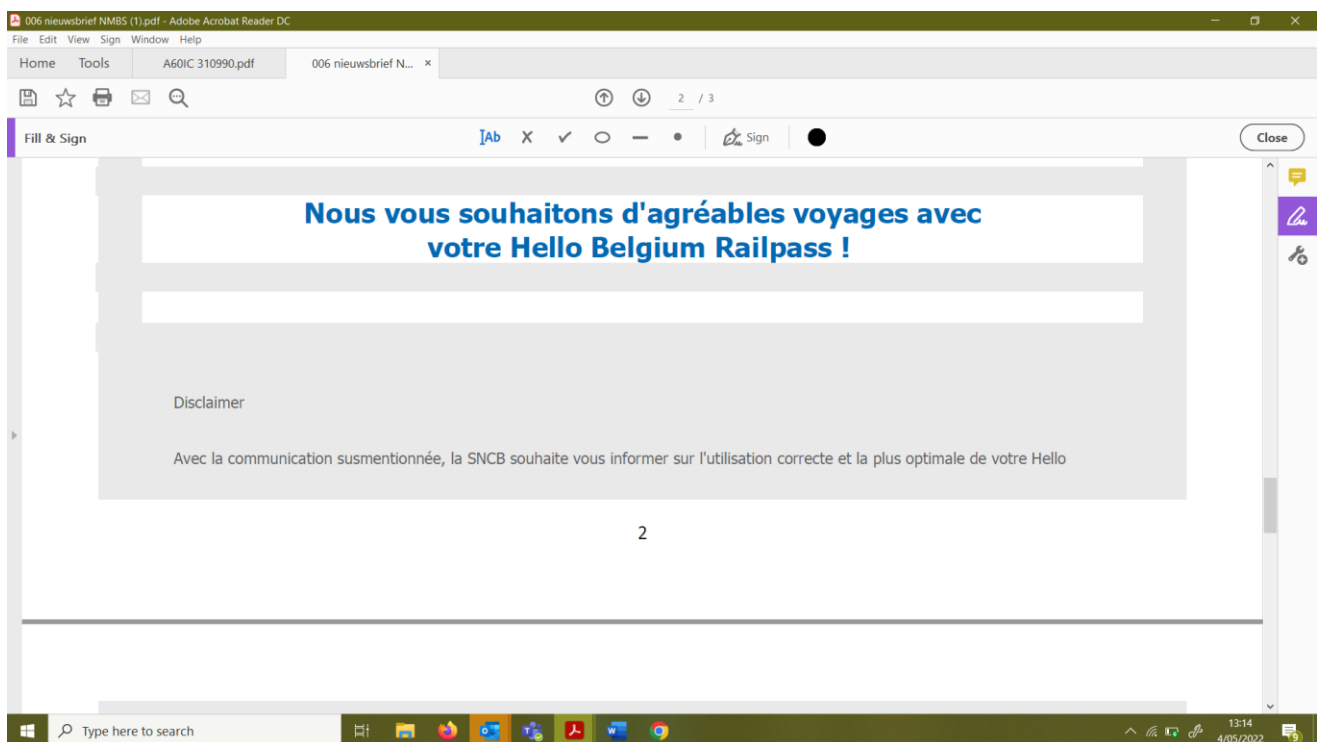 006 nieuwsbrief NMBS (1).pdf - Adobe Acrobat Reader DC
File Edit View Sign Window Help
Home Tools A60IC 310990.pdf 006 nieuwsbrief N... ×
2 / 3
Fill & Sign Ab Sign Close
Nous vous souhaitons d'agréables voyages avec
votre Hello Belgium Railpass !
Disclaimer
Avec la communication susmentionnée, la SNCB souhaite vous informer sur l'utilisation correcte et la plus optimale de votre Hello
2
Type here to search
13:14
4/05/2022